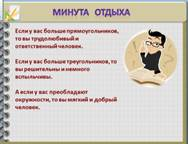 МИНУТА ОТДЫХА
Если у вас больше прямоугольников,
то вы трудолюбивый и
ответственный человек.
Если у вас больше треугольников, то
вы решительны и немного
вспыльчивы.
А если у вас преобладают
окружности, то вы мягкий и добрый
человек.